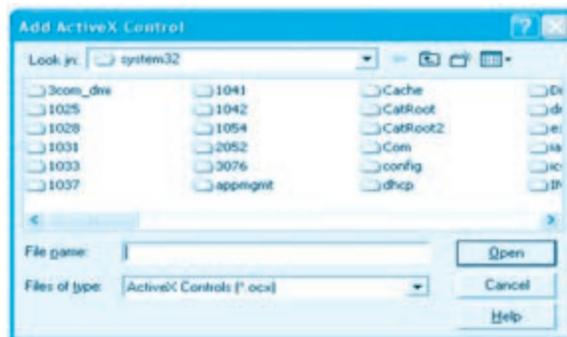 Add ActiveX Control
Look in: system32
3com_dmi 1041 Cache
1025 1042 CatRoot
1028 1054 CatRoot2
1031 2052 Com
1033 3076 config
1037 appmgmt dhcp
File name: Open
Files of type: ActiveX Controls (*.ocx) Cancel
Help